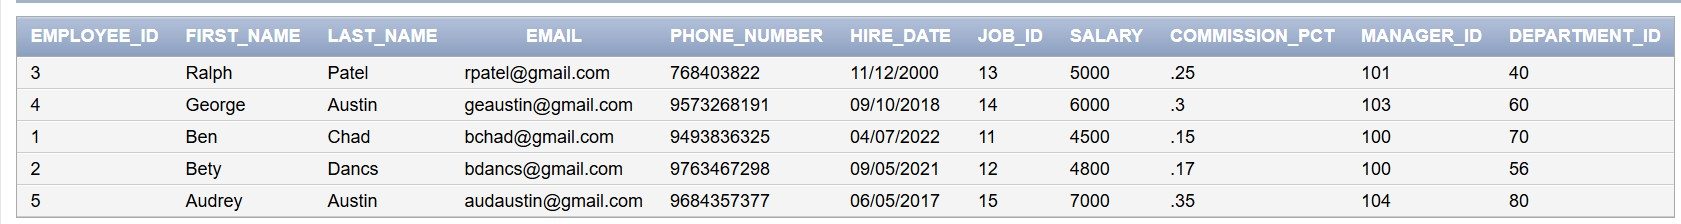 EMPLOYEE_ID FIRST_NAME LAST_NAME EMAIL PHONE_NUMBER HIRE_DATE JOB_ID SALARY COMMISSION_PCT MANAGER_ID DEPARTMENT_ID
3 Ralph Patel rpatel@gmail.com 768403822 11/12/2000 13 5000 .25 101 40
4 George Austin geaustin@gmail.com 9573268191 09/10/2018 14 6000 .3 103 60
1 Ben Chad bchad@gmail.com 9493836325 04/07/2022 11 4500 .15 100 70
2 Bety Dancs bdancs@gmail.com 9763467298 09/05/2021 12 4800 .17 100 56
5 Audrey Austin audaustin@gmail.com 9684357377 06/05/2017 15 7000 .35 104 80